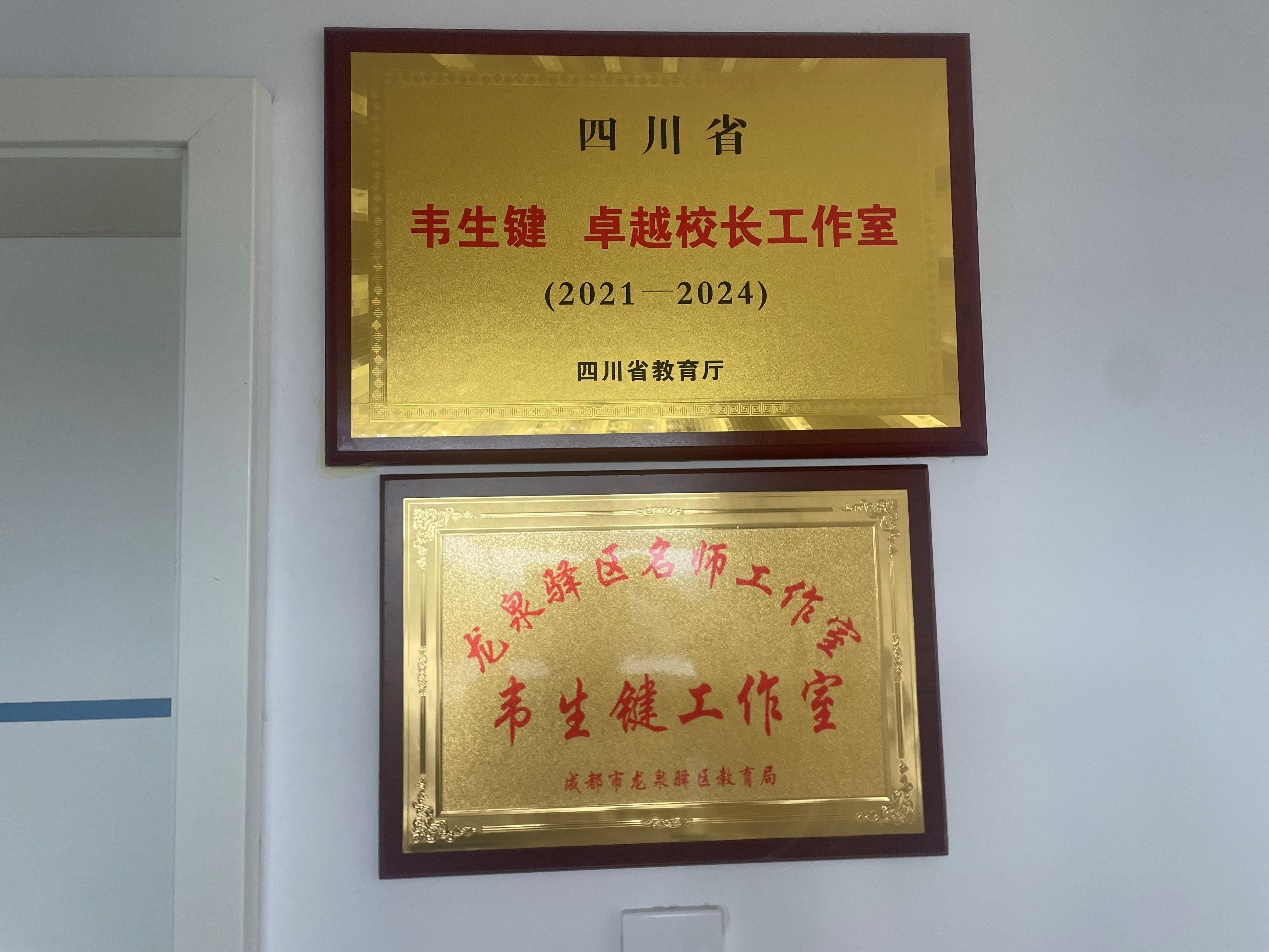 四川省
韦生键 卓越校长工作室
(2021—2024)
四川省教育厅
龙泉驿区名师工作室
韦生键工作室
成都市龙泉驿区教育局